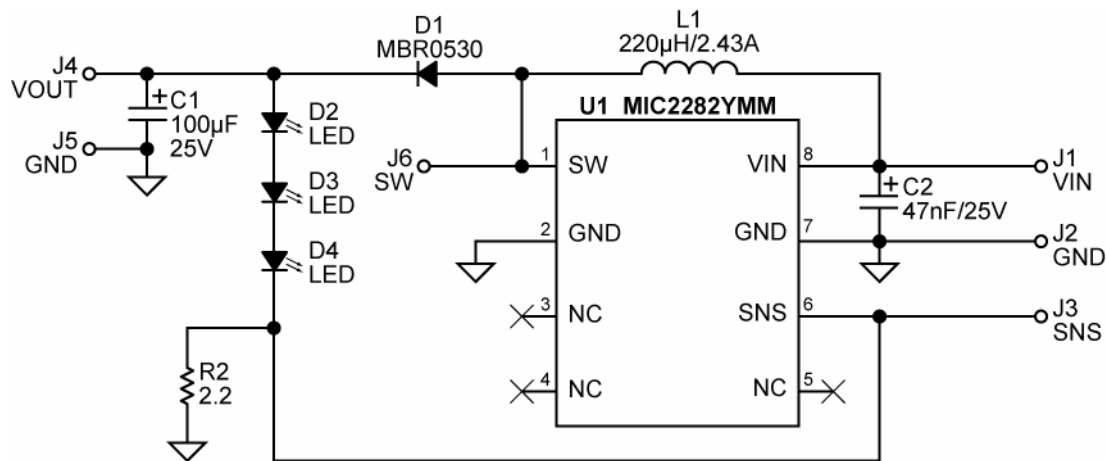 D1
MBR0530
L1
220µH/2.43A
J4
VOUT
C1
100µF
25V
J5
GND
D2
LED
D3
LED
D4
LED
R2
2.2
J6
SW
U1 MIC2282YMM
1
SW
2
GND
3
NC
4
NC
VIN
8
GND
7
SNS
6
NC
5
C2
47nF/25V
J1
VIN
J2
GND
J3
SNS